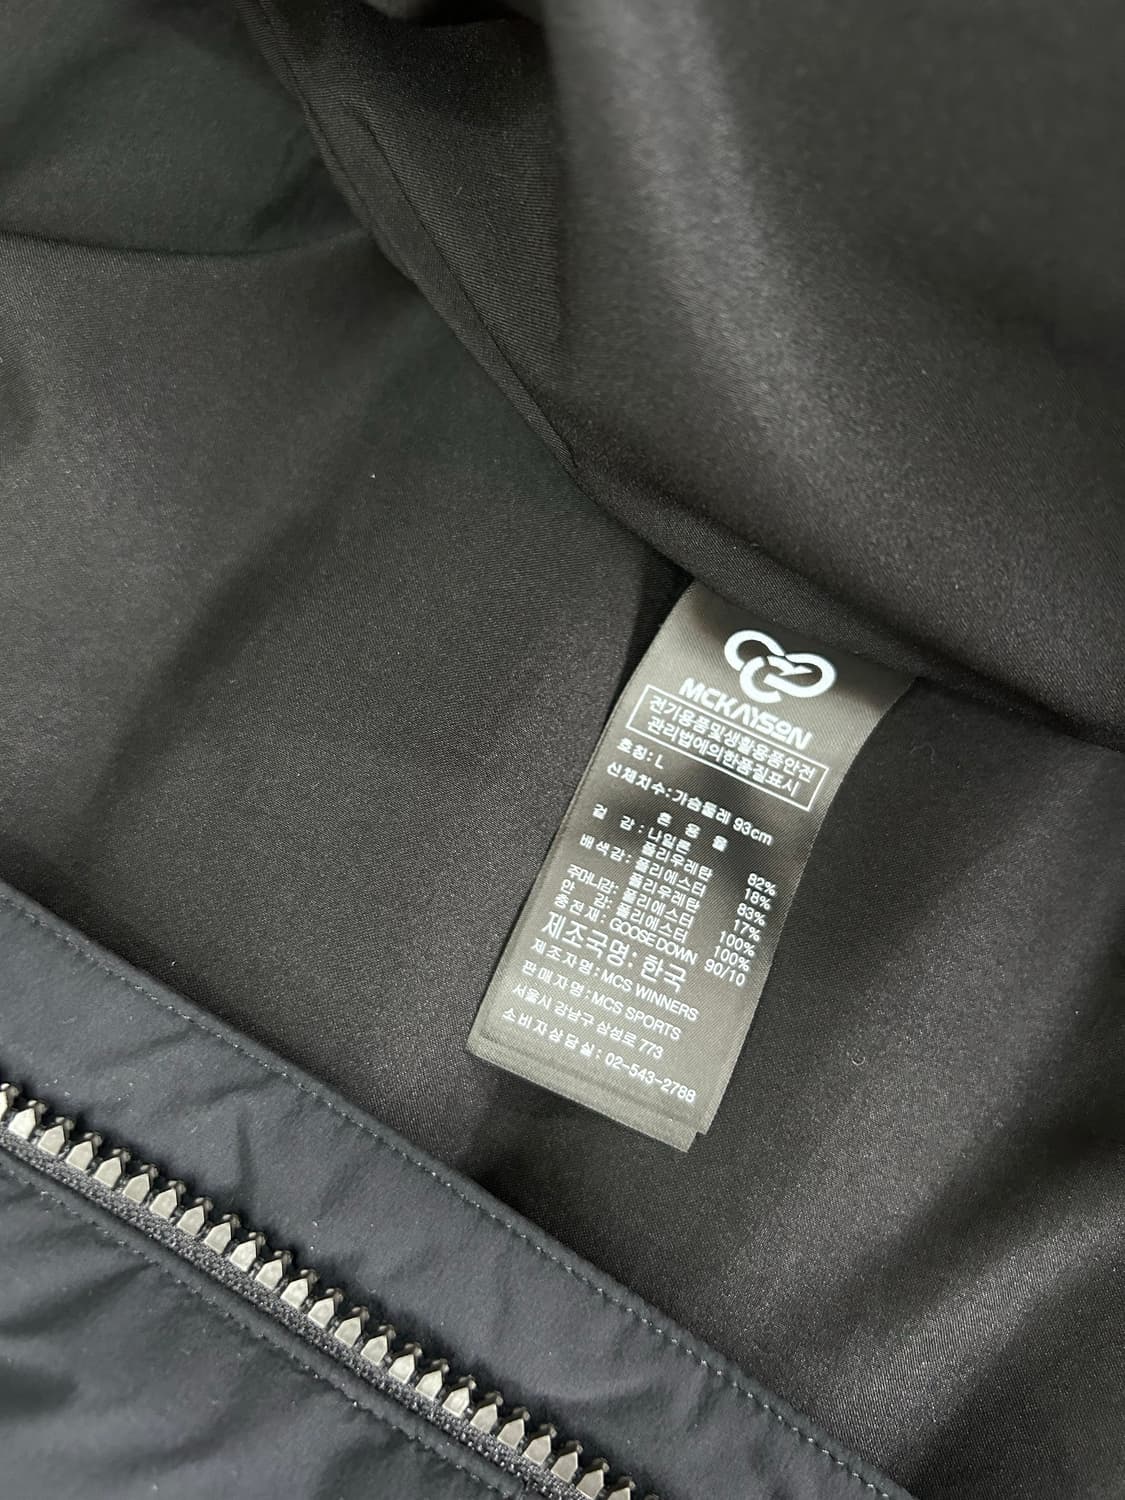 MCKAYSON
전기용품및생활용품안전
관리법에의한품질표시
호칭: L
신체치수: 가슴둘레 93cm
혼 용 율
겉 감 : 나일론 82%
폴리우레탄 18%
배색감 : 폴리에스터 83%
폴리우레탄 17%
주머니감: 폴리에스터 100%
안 감: 폴리에스터 100%
충전재: GOOSE DOWN 90/10
제조국명: 한국
제조자명 : MCS WINNERS
판매자명 : MCS SPORTS
서울시 강남구 삼성로 773
소비자상담실 : 02-543-2788